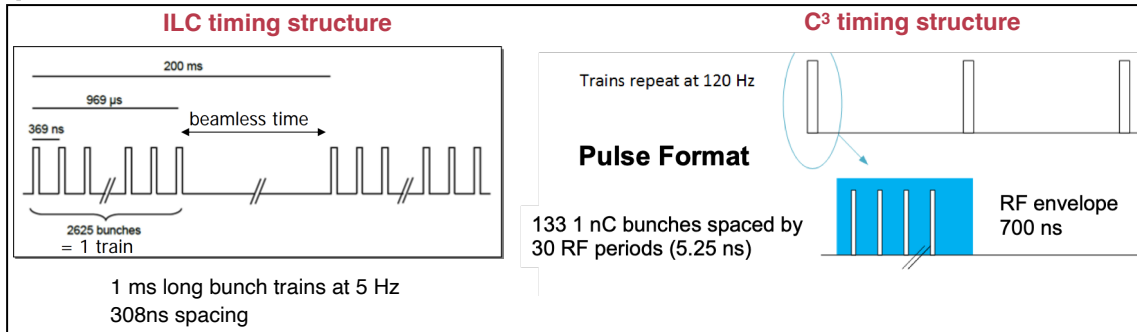 ILC timing structure
200 ms
969 µs
beamless time
369 ns
2625 bunches
= 1 train
1 ms long bunch trains at 5 Hz
308ns spacing
C³ timing structure
Trains repeat at 120 Hz
Pulse Format
133 1 nC bunches spaced by
30 RF periods (5.25 ns)
RF envelope
700 ns